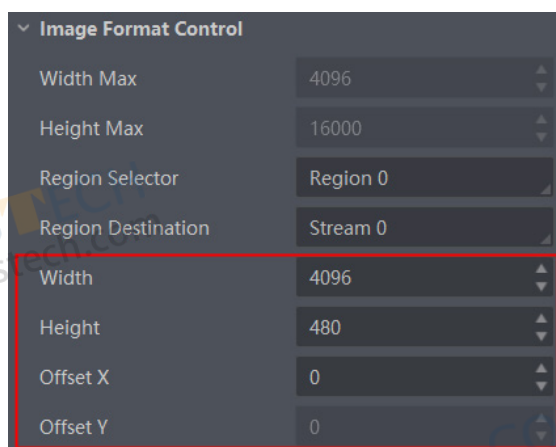 Image Format Control
Width Max 4096
Height Max 16000
Region Selector Region 0
Region Destination Stream 0
Width 4096
Height 480
Offset X 0
Offset Y 0